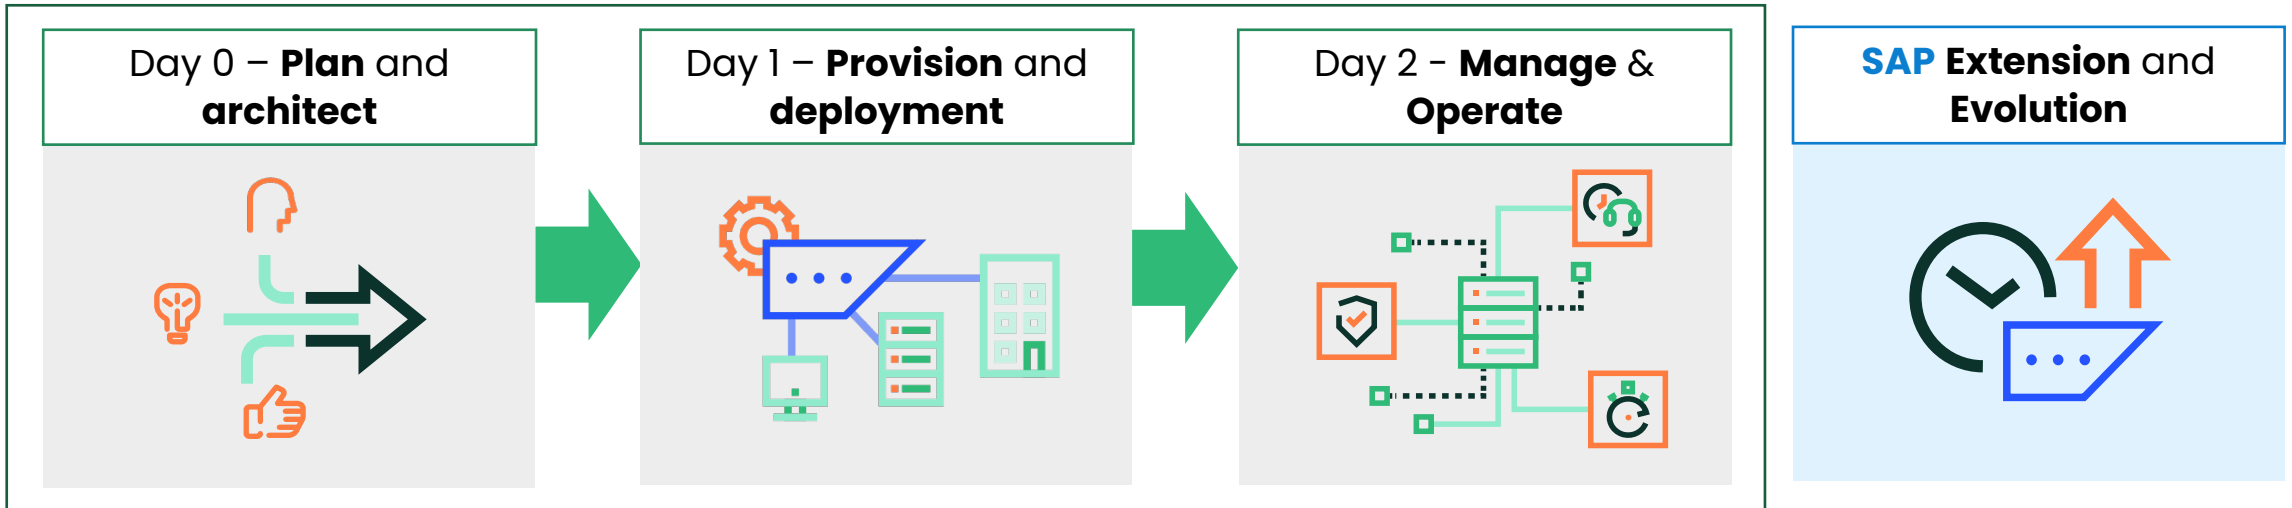 Day 0 – Plan and
architect
Day 1 – Provision and
deployment
Day 2 - Manage &
Operate
SAP Extension and
Evolution